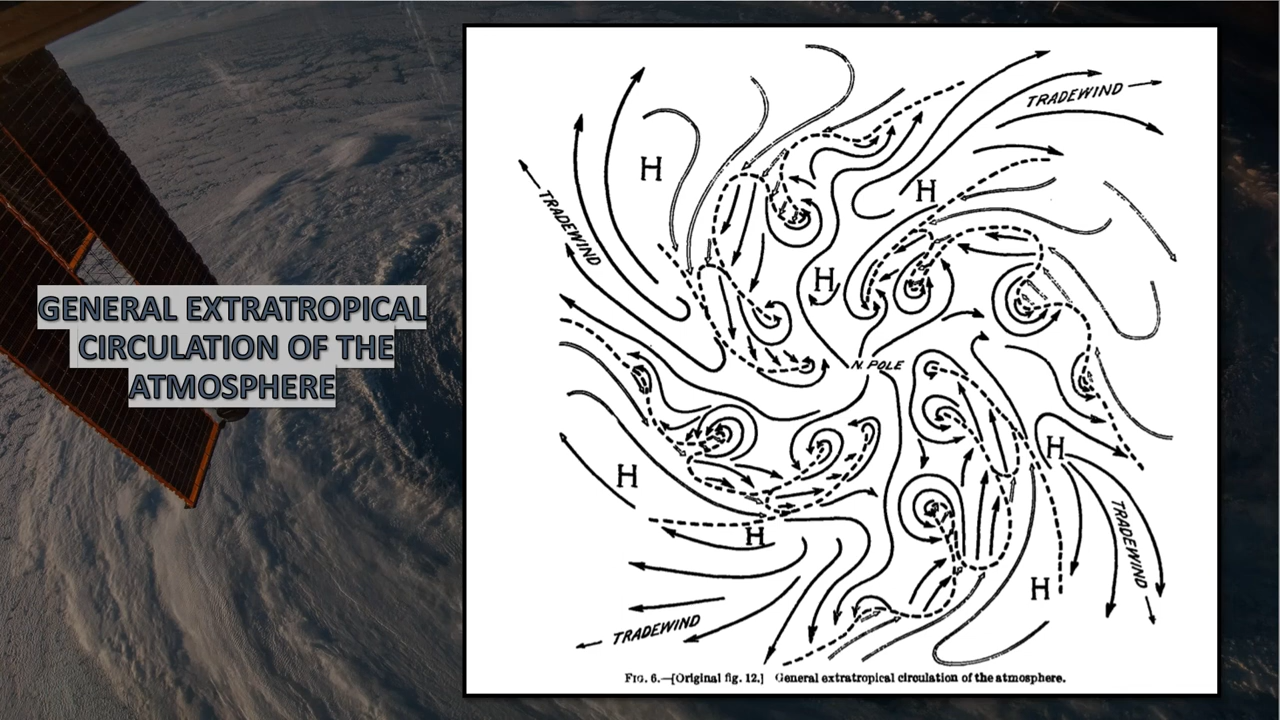 GENERAL EXTRATROPICAL
CIRCULATION OF THE
ATMOSPHERE
TRADEWIND
H
H
TRADEWIND
H
N. POLE
H
H
H
TRADEWIND
H
TRADEWIND
FIG. 6.—[Original fig. 12.] General extratropical circulation of the atmosphere.